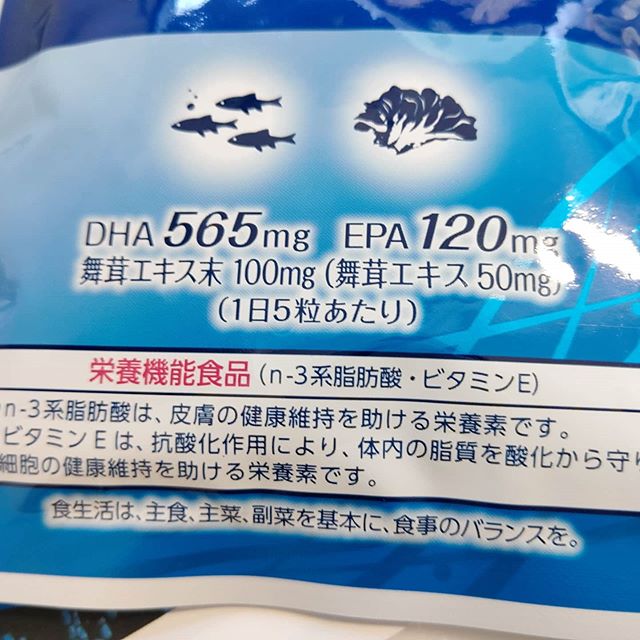 DHA 565mg EPA 120mg
舞茸エキス末 100mg (舞茸エキス 50mg)
(1日5粒あたり)
栄養機能食品 (n-3系脂肪酸・ビタミンE)
n-3系脂肪酸は、皮膚の健康維持を助ける栄養素です。
ビタミンEは、抗酸化作用により、体内の脂質を酸化から守り
細胞の健康維持を助ける栄養素です。
食生活は、主食、主菜、副菜を基本に、食事のバランスを。